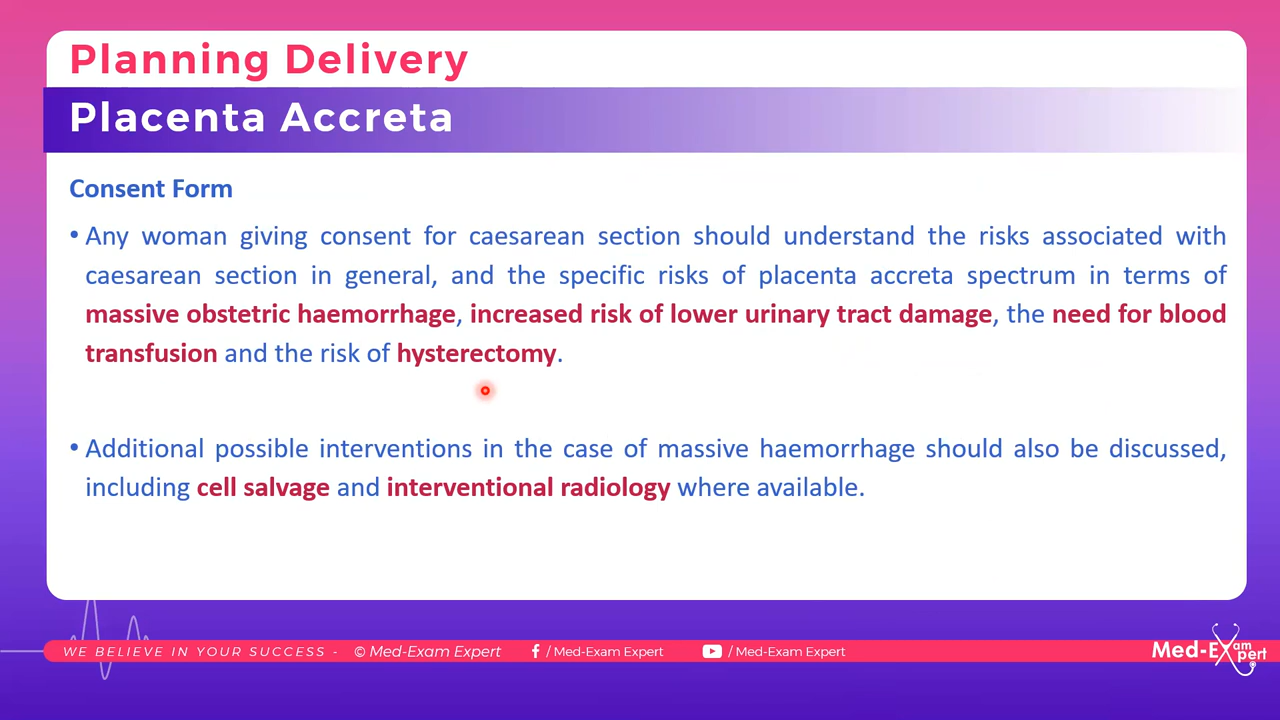 Planning Delivery
Placenta Accreta
Consent Form
• Any woman giving consent for caesarean section should understand the risks associated with
caesarean section in general, and the specific risks of placenta accreta spectrum in terms of
massive obstetric haemorrhage, increased risk of lower urinary tract damage, the need for blood
transfusion and the risk of hysterectomy.
• Additional possible interventions in the case of massive haemorrhage should also be discussed,
including cell salvage and interventional radiology where available.
WE BELIEVE IN YOUR SUCCESS - © Med-Exam Expert / Med-Exam Expert / Med-Exam Expert
Med-Exam Expert